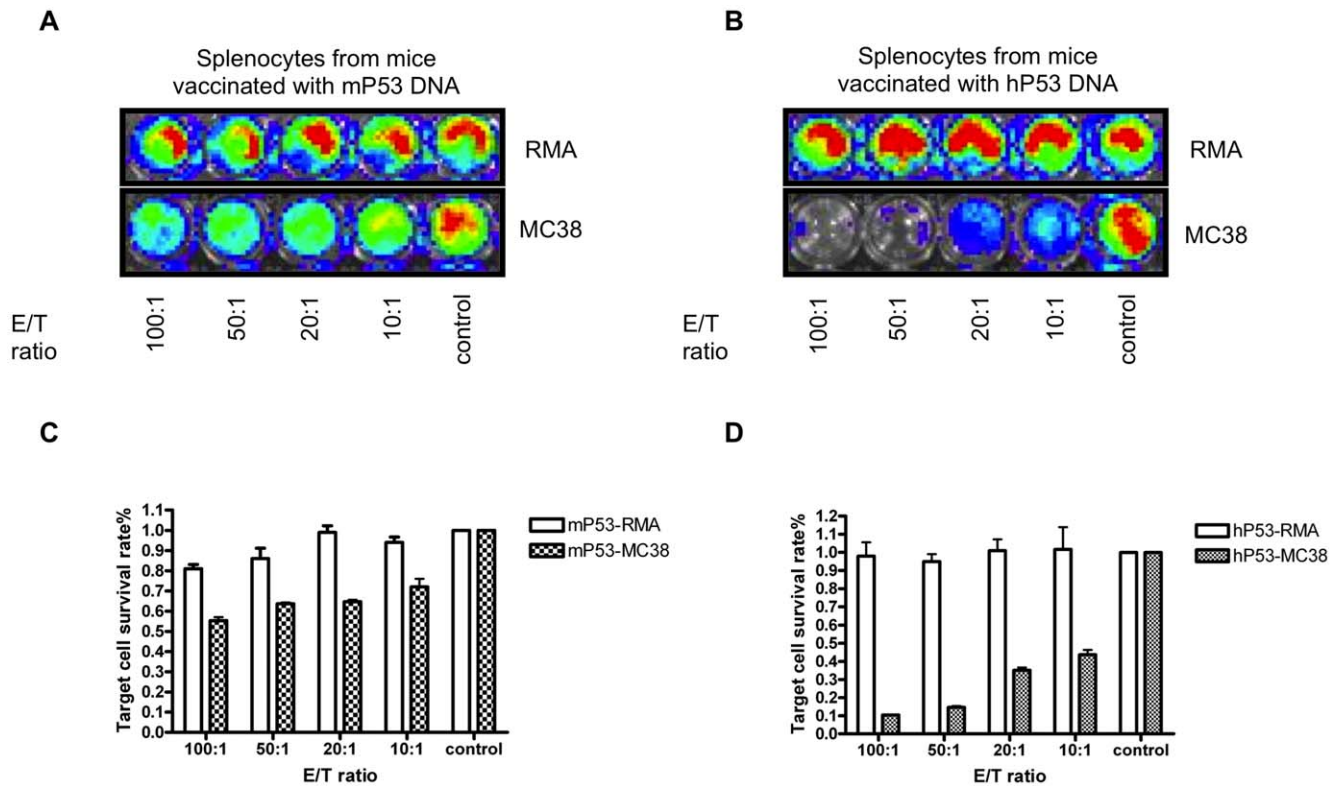 A
Splenocytes from mice
vaccinated with mP53 DNA
RMA
MC38
E/T
ratio
100:1
50:1
20:1
10:1
control
B
Splenocytes from mice
vaccinated with hP53 DNA
RMA
MC38
E/T
ratio
100:1
50:1
20:1
10:1
control
C
Target cell survival rate%
1.1
1.0
0.9
0.8
0.7
0.6
0.5
0.4
0.3
0.2
0.1
0.0
100:1 50:1 20:1 10:1 control
E/T ratio
mP53-RMA
mP53-MC38
D
Target cell survival rate%
1.2
1.1
1.0
0.9
0.8
0.7
0.6
0.5
0.4
0.3
0.2
0.1
0.0
100:1 50:1 20:1 10:1 control
E/T ratio
hP53-RMA
hP53-MC38